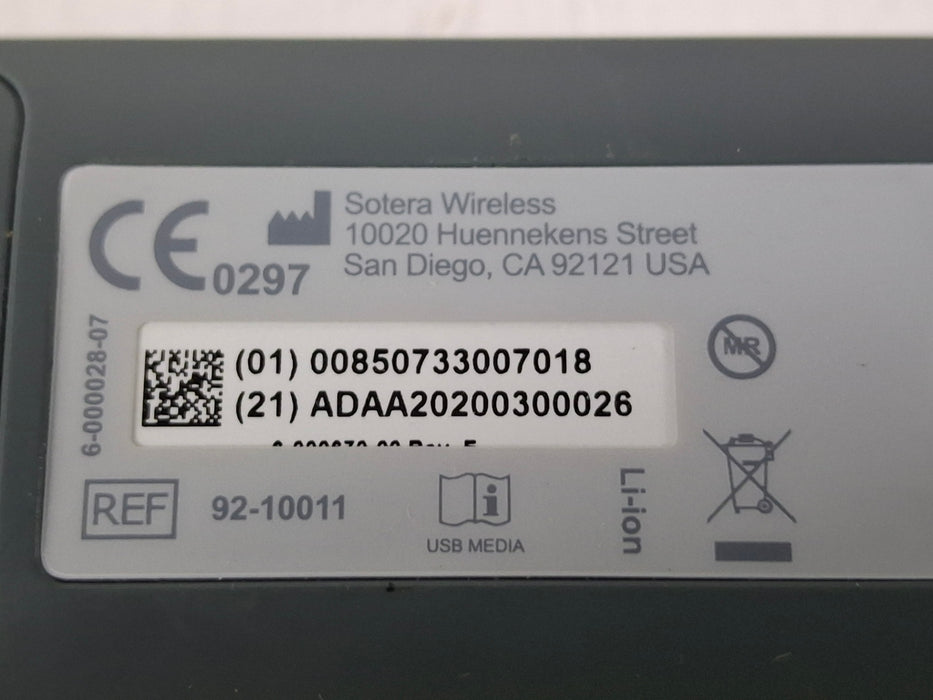 CE 0297
Sotera Wireless
10020 Huennekens Street
San Diego, CA 92121 USA
6-000028-07
(01) 00850733007018
(21) ADAA20200300026
MR
REF 92-10011
i
USB MEDIA
Li-ion